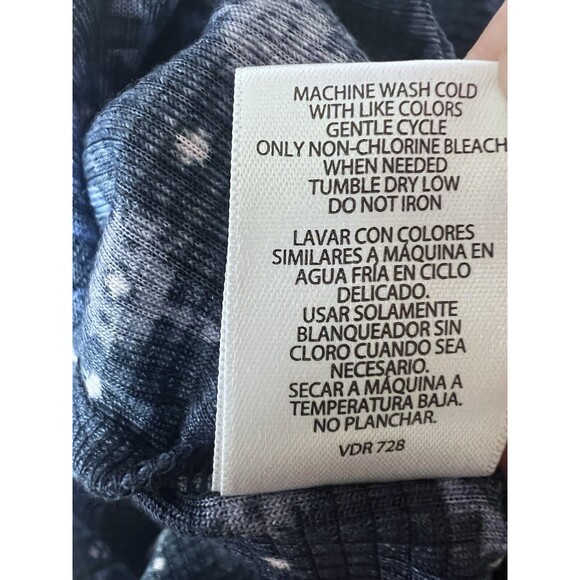 MACHINE WASH COLD
WITH LIKE COLORS
GENTLE CYCLE
ONLY NON-CHLORINE BLEACH
WHEN NEEDED
TUMBLE DRY LOW
DO NOT IRON
LAVAR CON COLORES
SIMILARES A MÁQUINA EN
AGUA FRÍA EN CICLO
DELICADO.
USAR SOLAMENTE
BLANQUEADOR SIN
CLORO CUANDO SEA
NECESARIO.
SECAR A MÁQUINA A
TEMPERATURA BAJA.
NO PLANCHAR.
VDR 728